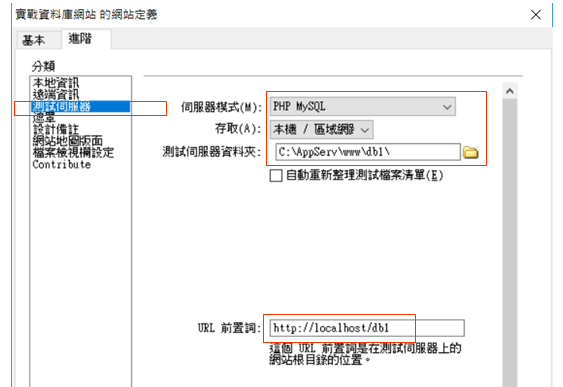 實戰資料庫網站 的網站定義
基本 進階
分類
本地資訊
遠端資訊
測試伺服器
遮罩
設計備註
網站地圖版面
檔案檢視欄設定
Contribute
伺服器模式(M): PHP MySQL
存取(A): 本機 / 區域網路
測試伺服器資料夾: C:\AppServ\www\db1\
自動重新整理測試檔案清單(E)
URL 前置詞: http://localhost/db1
這個 URL 前置詞是在測試伺服器上的
網站根目錄的位置。